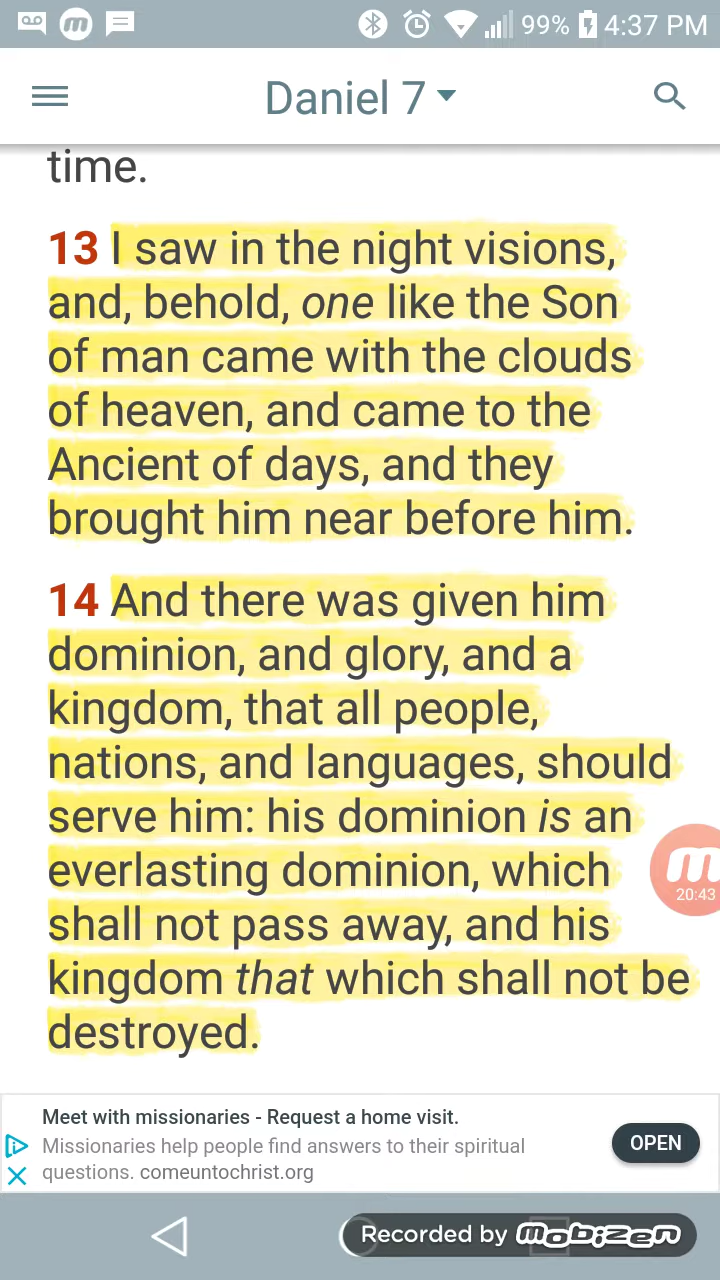 99% 4:37 PM
Daniel 7
time.
13 I saw in the night visions,
and, behold, one like the Son
of man came with the clouds
of heaven, and came to the
Ancient of days, and they
brought him near before him.
14 And there was given him
dominion, and glory, and a
kingdom, that all people,
nations, and languages, should
serve him: his dominion is an
everlasting dominion, which
shall not pass away, and his
kingdom that which shall not be
destroyed.
m
20:43
Meet with missionaries - Request a home visit.
Missionaries help people find answers to their spiritual
questions. comeuntochrist.org
OPEN
Recorded by mobizen